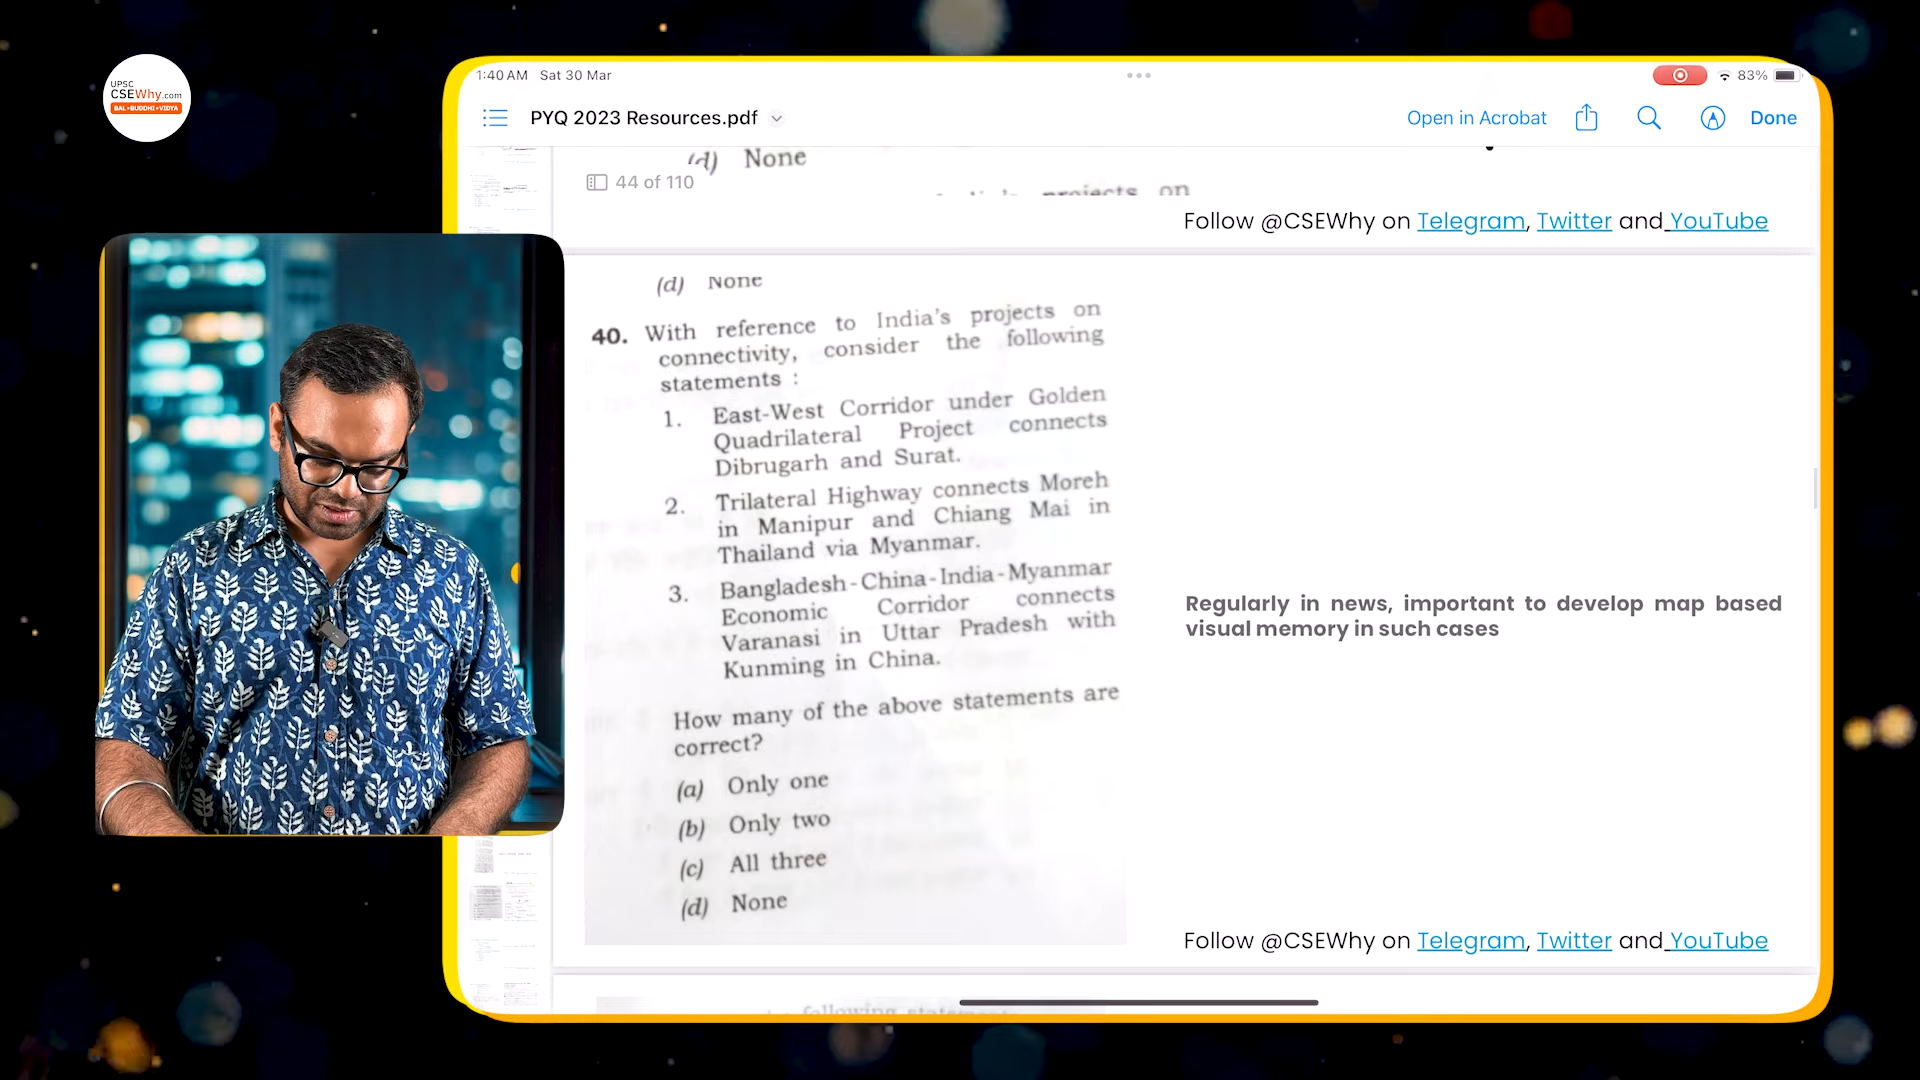 UPSC
CSEWhy.com
BAL•BUDDHI•VIDYA
1:40 AM Sat 30 Mar
83%
PYQ 2023 Resources.pdf
Open in Acrobat
Done
(d) None
44 of 110
projects on
Follow @CSEWhy on Telegram, Twitter and YouTube
(d) None
40. With reference to India's projects on
connectivity, consider the following
statements :
1. East-West Corridor under Golden
Quadrilateral Project connects
Dibrugarh and Surat.
2. Trilateral Highway connects Moreh
in Manipur and Chiang Mai in
Thailand via Myanmar.
3. Bangladesh-China-India-Myanmar
Economic Corridor connects
Varanasi in Uttar Pradesh with
Kunming in China.
How many of the above statements are
correct?
(a) Only one
(b) Only two
(c) All three
(d) None
Regularly in news, important to develop map based
visual memory in such cases
Follow @CSEWhy on Telegram, Twitter and YouTube
following